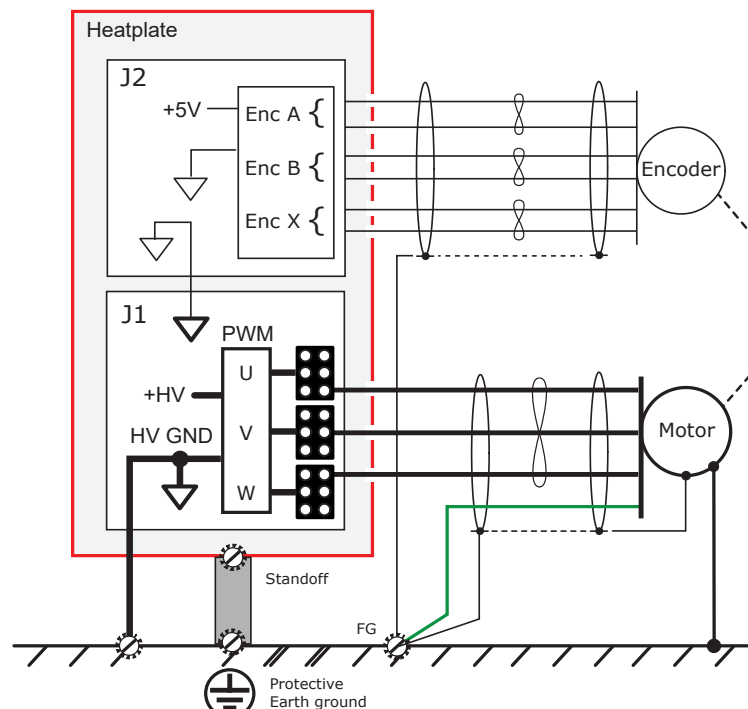 Heatplate
J2
+5V
Enc A {
Enc B {
Enc X {
Encoder
J1
PWM
U
+HV
V
HV GND
W
Motor
Standoff
FG
Protective
Earth ground